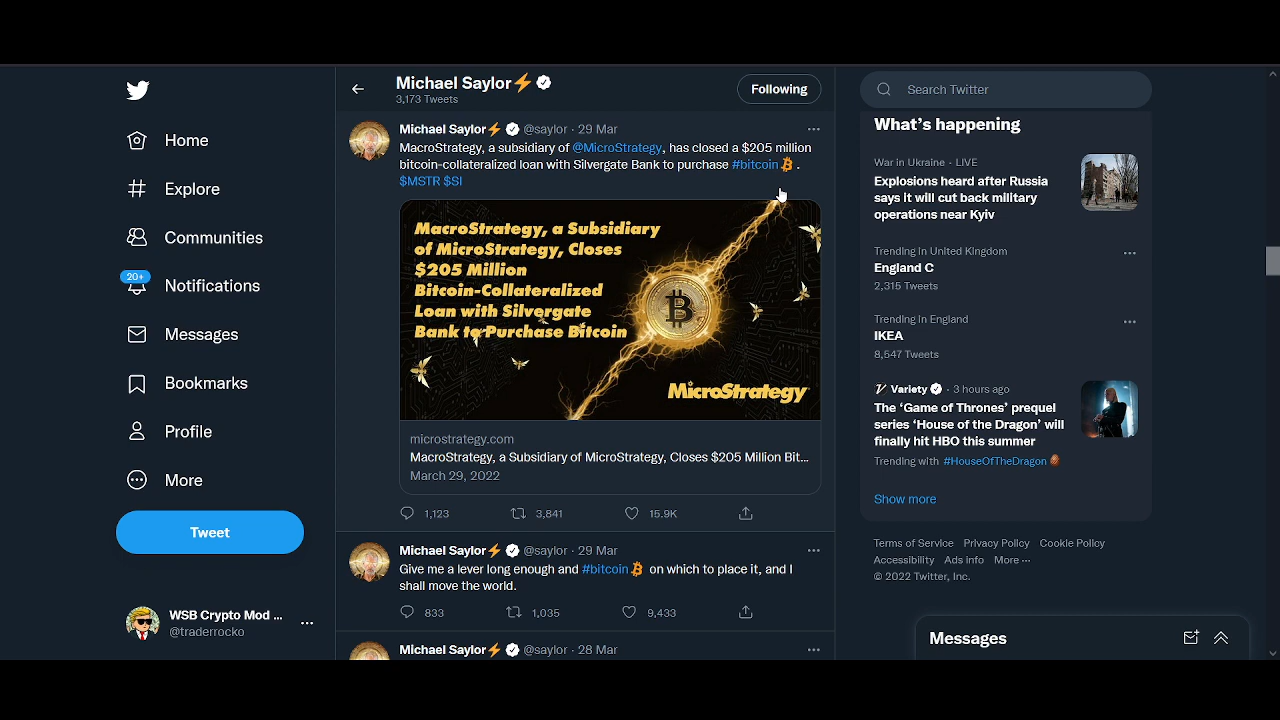 Home
Explore
Communities
20+
Notifications
Messages
Bookmarks
Profile
More
Tweet
WSB Crypto Mod ...
@traderrocko
Michael Saylor⚡
3,173 Tweets
Following
Michael Saylor⚡ @saylor · 29 Mar
MacroStrategy, a subsidiary of @MicroStrategy, has closed a $205 million
bitcoin-collateralized loan with Silvergate Bank to purchase #bitcoin .
$MSTR $SI
MacroStrategy, a Subsidiary
of MicroStrategy, Closes
$205 Million
Bitcoin-Collateralized
Loan with Silvergate
Bank to Purchase Bitcoin
MicroStrategy
microstrategy.com
MacroStrategy, a Subsidiary of MicroStrategy, Closes $205 Million Bit...
March 29, 2022
1,123 3,841 15.9K
Michael Saylor⚡ @saylor · 29 Mar
Give me a lever long enough and #bitcoin on which to place it, and I
shall move the world.
833 1,035 9,433
Michael Saylor⚡ @saylor · 28 Mar
Search Twitter
What's happening
War in Ukraine · LIVE
Explosions heard after Russia
says it will cut back military
operations near Kyiv
Trending in United Kingdom
England C
2,315 Tweets
Trending in England
IKEA
8,547 Tweets
Variety · 3 hours ago
The 'Game of Thrones' prequel
series 'House of the Dragon' will
finally hit HBO this summer
Trending with #HouseOfTheDragon
Show more
Terms of Service Privacy Policy Cookie Policy
Accessibility Ads info More ···
© 2022 Twitter, Inc.
Messages